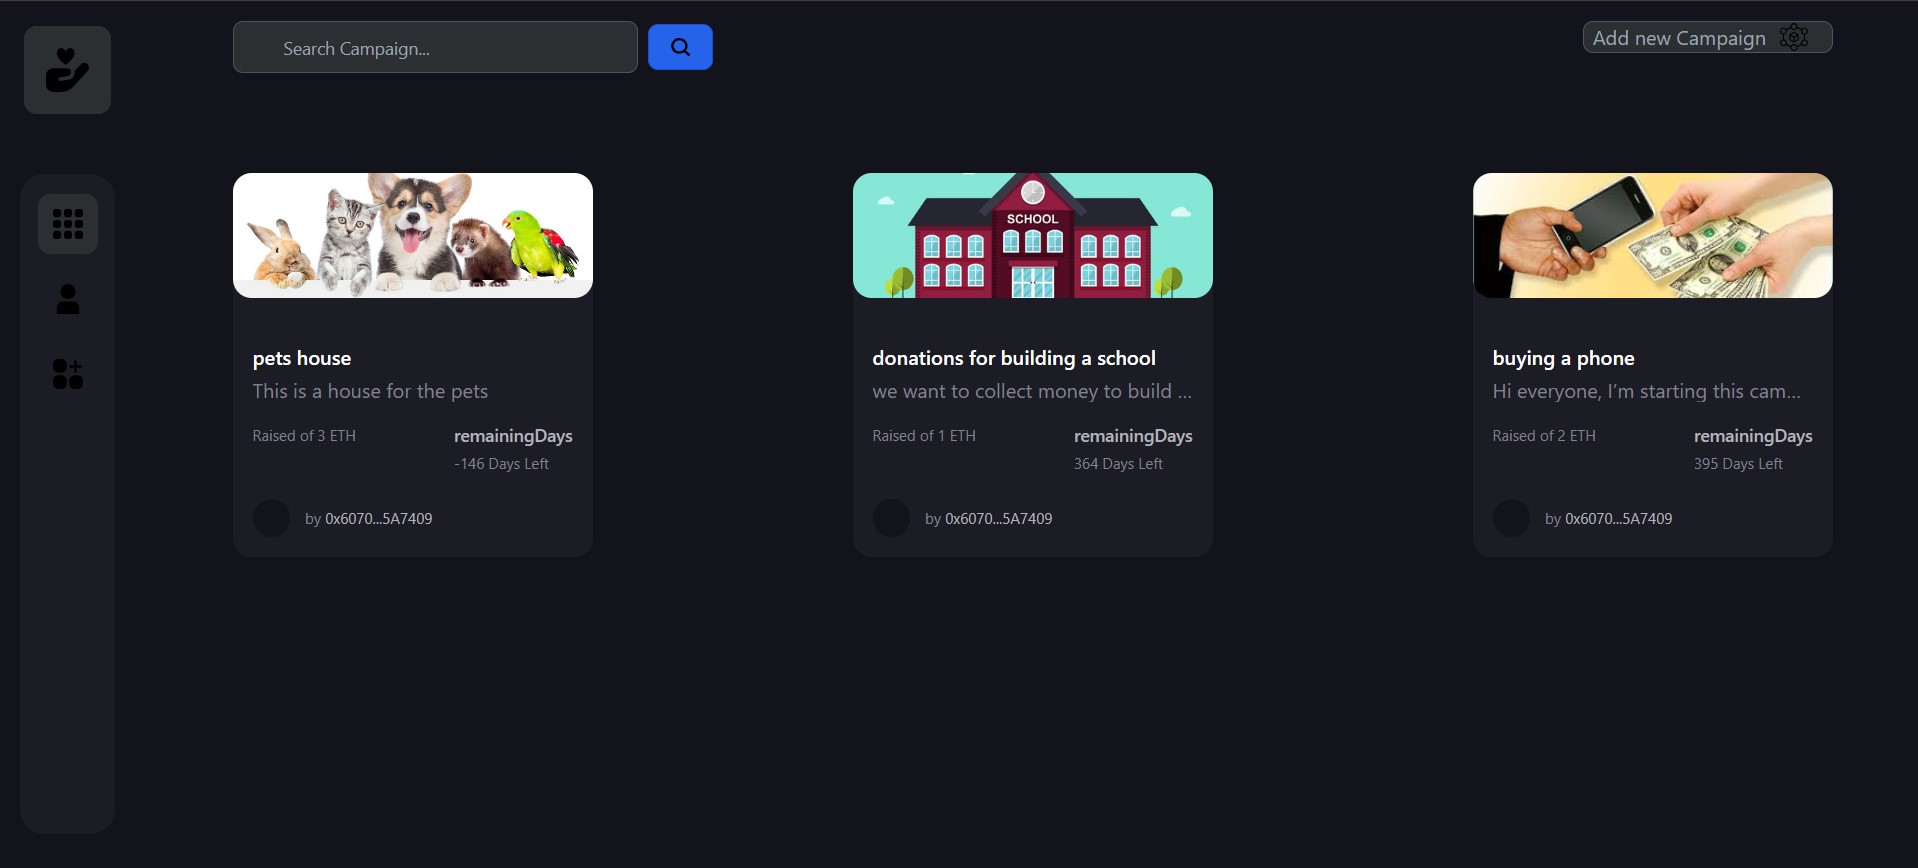 Search Campaign...
Add new Campaign
SCHOOL
pets house
This is a house for the pets
Raised of 3 ETH
remainingDays
-146 Days Left
by 0x6070...5A7409
donations for building a school
we want to collect money to build ...
Raised of 1 ETH
remainingDays
364 Days Left
by 0x6070...5A7409
buying a phone
Hi everyone, I’m starting this cam...
Raised of 2 ETH
remainingDays
395 Days Left
by 0x6070...5A7409